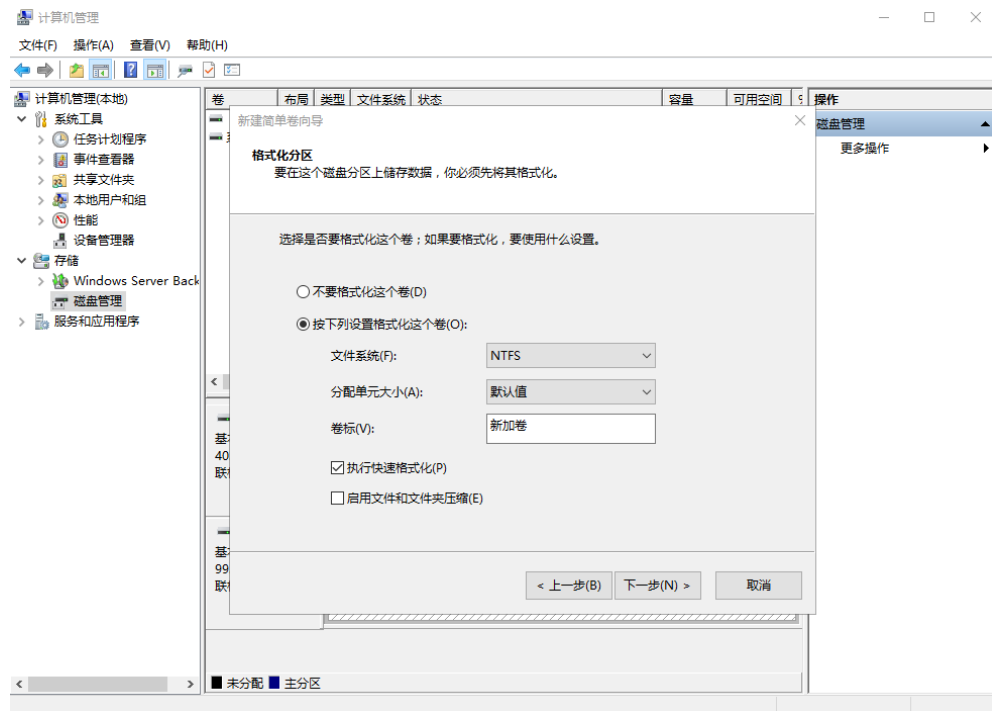 计算机管理
文件(F) 操作(A) 查看(V) 帮助(H)
计算机管理(本地)
系统工具
任务计划程序
事件查看器
共享文件夹
本地用户和组
性能
设备管理器
存储
Windows Server Back
磁盘管理
服务和应用程序
卷 布局 类型 文件系统 状态 容量 可用空间
新建简单卷向导
格式化分区
要在这个磁盘分区上储存数据，你必须先将其格式化。
选择是否要格式化这个卷；如果要格式化，要使用什么设置。
不要格式化这个卷(D)
按下列设置格式化这个卷(O):
文件系统(F): NTFS
分配单元大小(A): 默认值
卷标(V): 新加卷
执行快速格式化(P)
启用文件和文件夹压缩(E)
< 上一步(B) 下一步(N) > 取消
基
40
联
基
99
联
未分配 主分区
操作
磁盘管理
更多操作